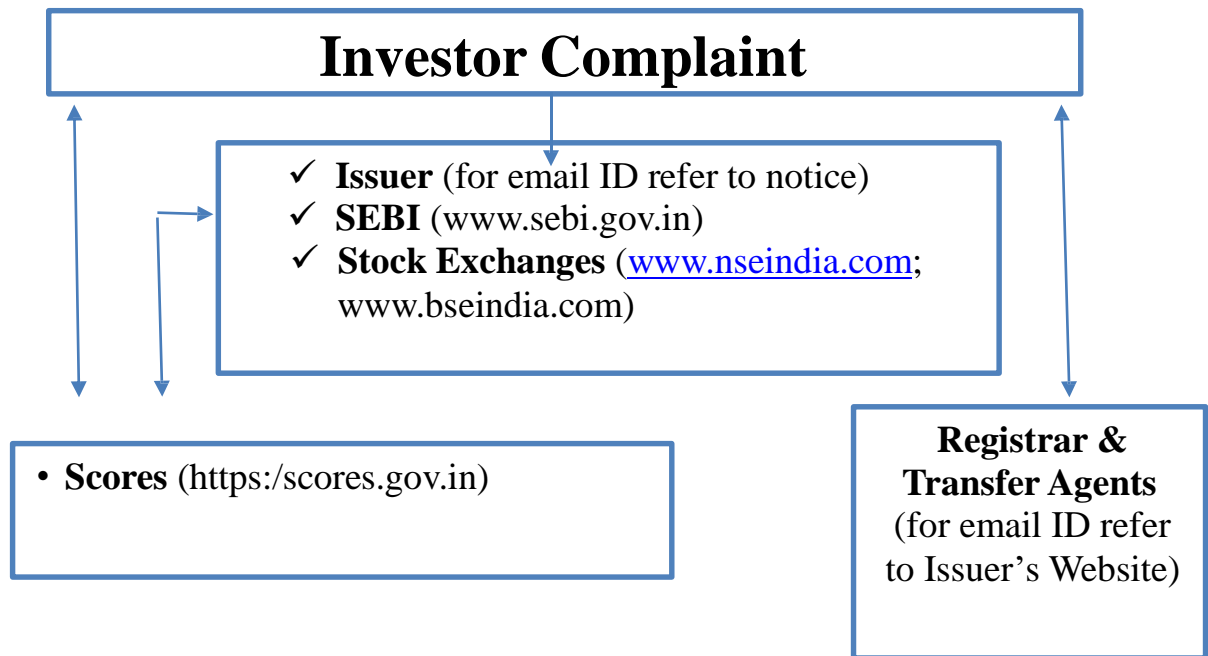 Investor Complaint
✓ Issuer (for email ID refer to notice)
✓ SEBI (www.sebi.gov.in)
✓ Stock Exchanges (www.nseindia.com;
www.bseindia.com)
• Scores (https:/scores.gov.in)
Registrar &
Transfer Agents
(for email ID refer
to Issuer’s Website)